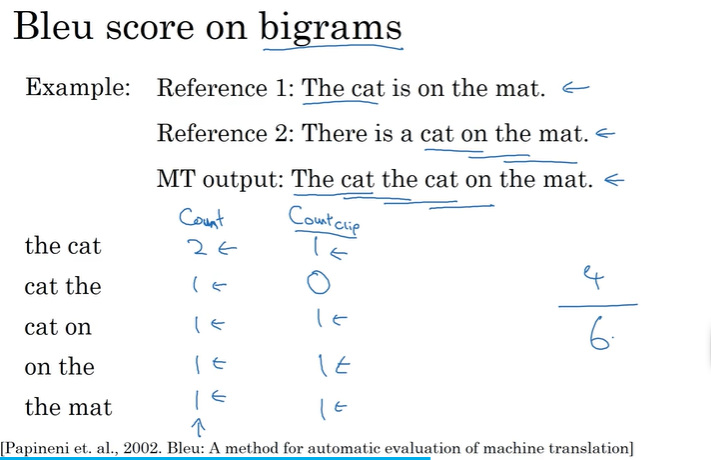 Bleu score on bigrams
Example: Reference 1: The cat is on the mat. ←
Reference 2: There is a cat on the mat. ←
MT output: The cat the cat on the mat. ←
Count Count clip
the cat 2 ← 1 ←
cat the 1 ← 0
cat on 1 ← 1 ←
on the 1 ← 1 ←
the mat 1 ← 1 ←
↑
4
6
[Papineni et. al., 2002. Bleu: A method for automatic evaluation of machine translation]